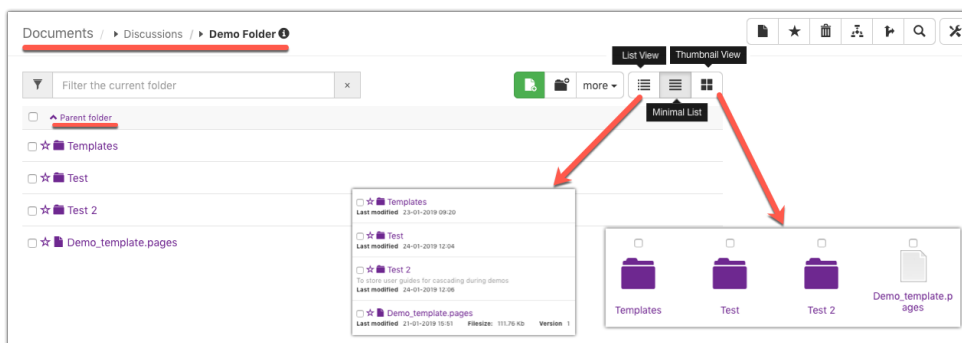 Documents / Discussions / Demo Folder
List View Thumbnail View
Filter the current folder × more
Minimal List
Parent folder
Templates
Test
Test 2
Demo_template.pages
Templates
Last modified 23-01-2019 09:20
Test
Last modified 24-01-2019 12:04
Test 2
To store user guides for cascading during demos
Last modified 24-01-2019 12:06
Demo_template.pages
Last modified 21-01-2019 15:51 Filesize: 111.76 Kb Version 1
Templates
Test
Test 2
Demo_template.p
ages